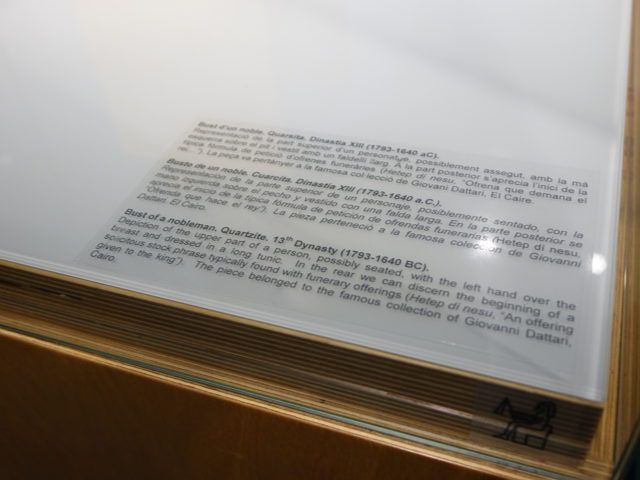 Bust d'un noble. Quarsita. Dinastia XIII (1793-1640 aC).
Representació de la part superior d'un personatge, possiblement assegut, amb la mà
esquerra sobre el pit i vestit amb un faldellí llarg. A la part posterior s'aprecia l'inici de la
típica fórmula de petició d'ofrenes funeràries (Hetep di nesu, "Ofrena que demana el
rei."). La peça va pertànyer a la famosa col·lecció de Giovani Dattari, El Caire.
Busto de un noble. Cuarcita. Dinastía XIII (1793-1640 a.C.).
Representación de la parte superior de un personaje, posiblemente sentado, con la
mano izquierda sobre el pecho y vestido con una falda larga. En la parte posterior se
aprecia el inicio de la típica fórmula de petición de ofrendas funerarias (Hetep di nesu,
"Ofrenda que hace el rey"). La pieza perteneció a la famosa colección de Giovanni
Dattari, El Cairo.
Bust of a nobleman. Quartzite. 13th Dynasty (1793-1640 BC).
Depiction of the upper part of a person, possibly seated, with the left hand over the
breast and dressed in a long tunic. In the rear we can discern the beginning of a
solicitous stock phrase typically found with funerary offerings (Hetep di nesu, "An offering
given to the king"). The piece belonged to the famous collection of Giovanni Dattari,
Cairo.